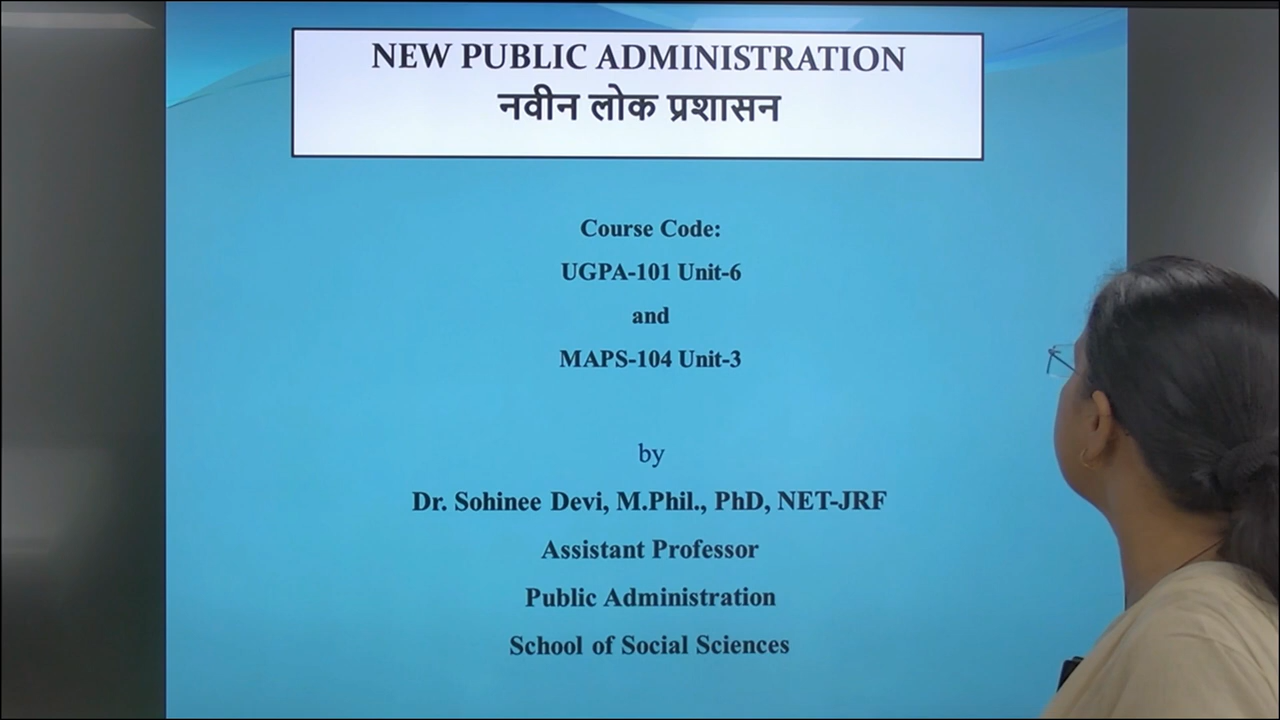 NEW PUBLIC ADMINISTRATION
नवीन लोक प्रशासन
Course Code:
UGPA-101 Unit-6
and
MAPS-104 Unit-3
by
Dr. Sohinee Devi, M.Phil., PhD, NET-JRF
Assistant Professor
Public Administration
School of Social Sciences